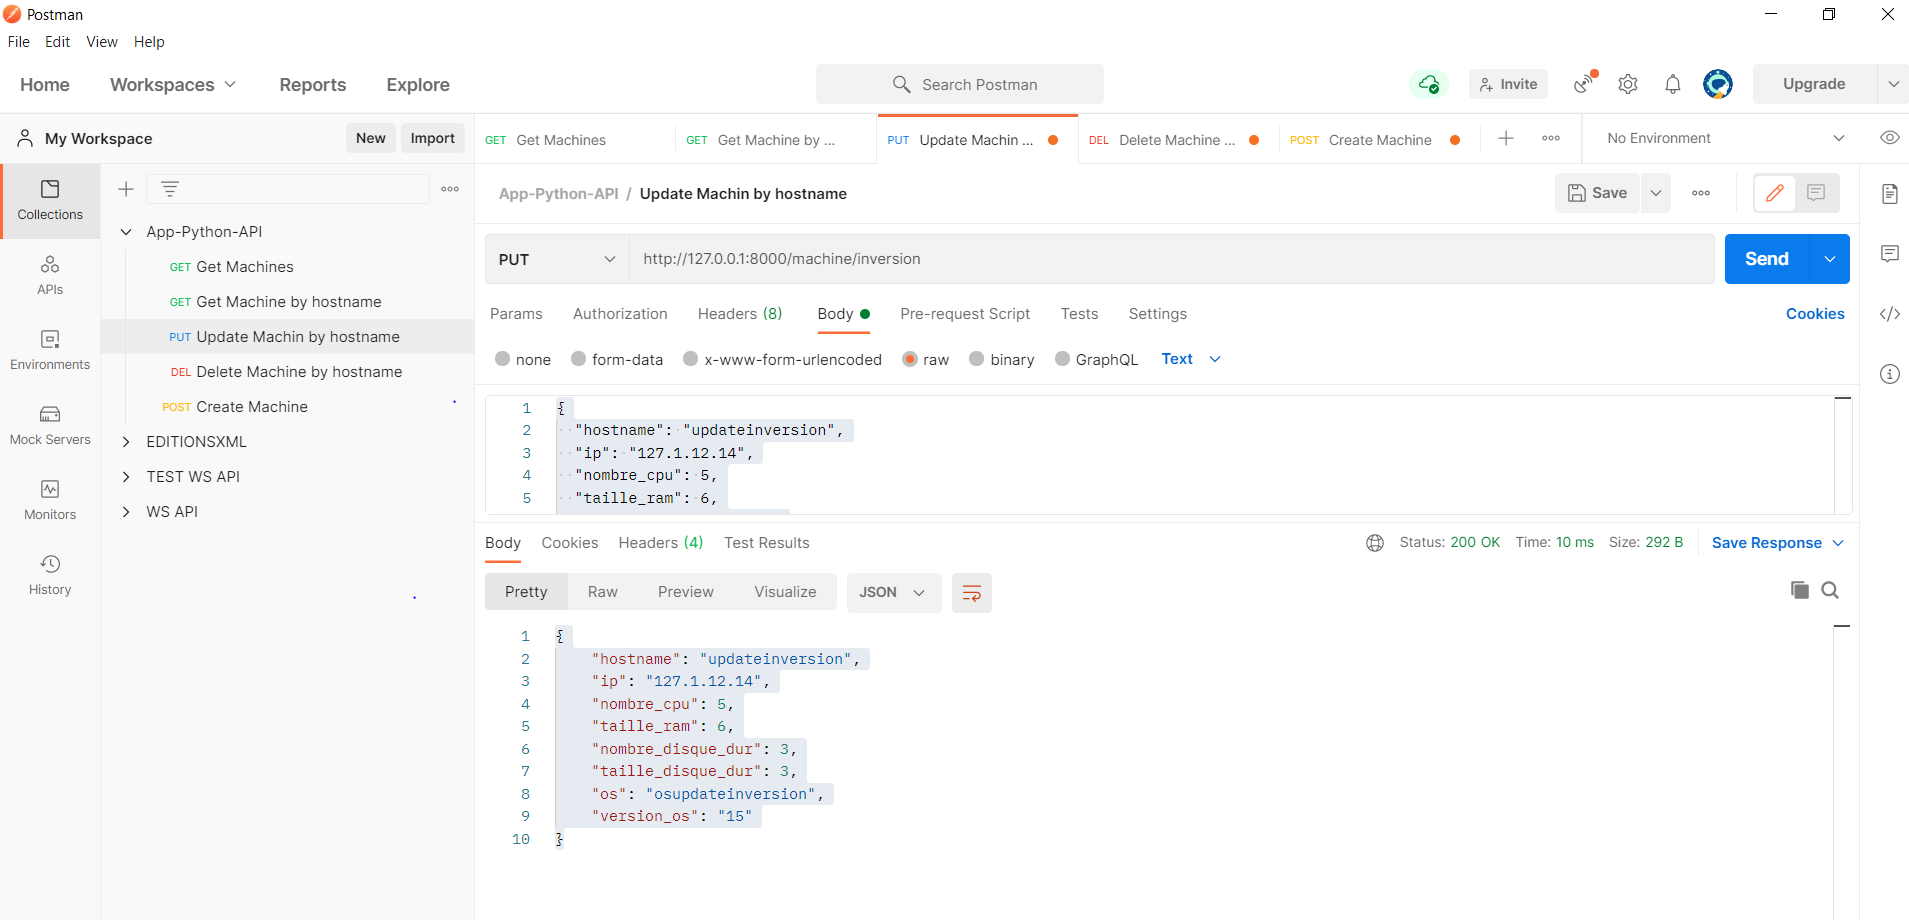 Postman
File Edit View Help
Home Workspaces Reports Explore Search Postman Invite Upgrade
My Workspace New Import
GET Get Machines GET Get Machine by ... PUT Update Machin ... DEL Delete Machine ... POST Create Machine No Environment
Collections
APIs
Environments
Mock Servers
Monitors
History
App-Python-API
GET Get Machines
GET Get Machine by hostname
PUT Update Machin by hostname
DEL Delete Machine by hostname
POST Create Machine
EDITIONSXML
TEST WS API
WS API
App-Python-API / Update Machin by hostname Save
PUT http://127.0.0.1:8000/machine/inversion Send
Params Authorization Headers (8) Body Pre-request Script Tests Settings Cookies
none form-data x-www-form-urlencoded raw binary GraphQL Text
1 {
2 "hostname": "updateinversion",
3 "ip": "127.1.12.14",
4 "nombre_cpu": 5,
5 "taille_ram": 6,
Body Cookies Headers (4) Test Results Status: 200 OK Time: 10 ms Size: 292 B Save Response
Pretty Raw Preview Visualize JSON
1 {
2 "hostname": "updateinversion",
3 "ip": "127.1.12.14",
4 "nombre_cpu": 5,
5 "taille_ram": 6,
6 "nombre_disque_dur": 3,
7 "taille_disque_dur": 3,
8 "os": "osupdateinversion",
9 "version_os": "15"
10 }